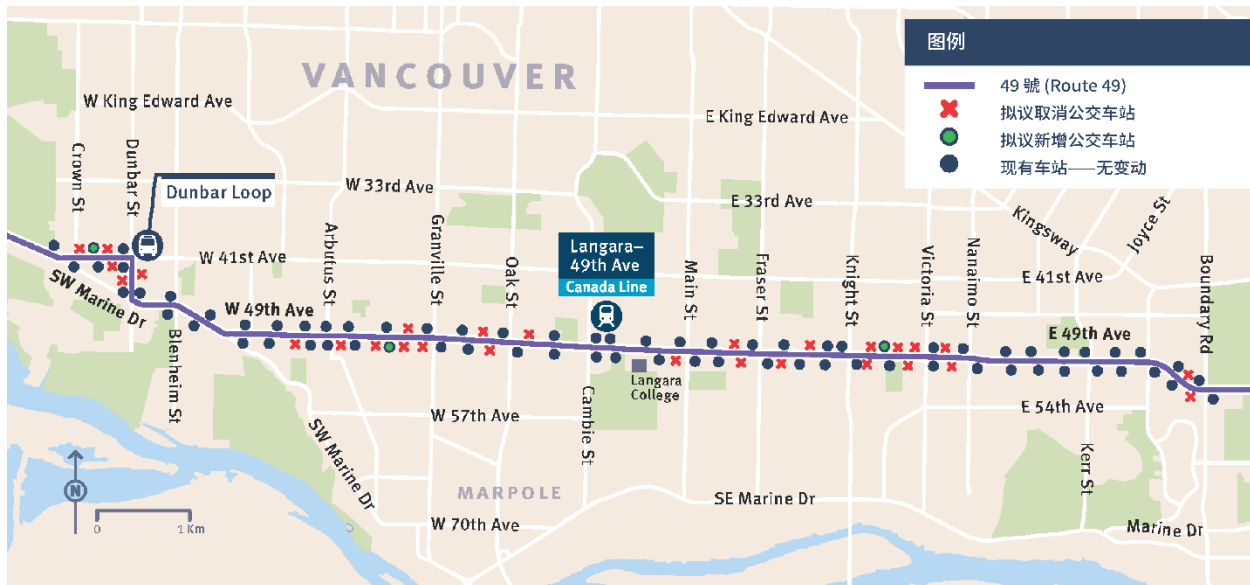 图例
49 號 (Route 49)
拟议取消公交车站
拟议新增公交车站
现有车站——无变动
VANCOUVER
W King Edward Ave
E King Edward Ave
Crown St
Dunbar St
Dunbar Loop
W 33rd Ave
E 33rd Ave
Kingsway
Joyce St
Arbutus St
Granville St
Oak St
Langara–
49th Ave
Canada Line
Main St
Fraser St
Knight St
Victoria St
Nanaimo St
Boundary Rd
W 41st Ave
E 41st Ave
SW Marine Dr
W 49th Ave
E 49th Ave
Blenheim St
Langara
College
Cambie St
W 57th Ave
E 54th Ave
SW Marine Dr
Kerr St
MARPOLE
SE Marine Dr
N
0
1 Km
W 70th Ave
Marine Dr